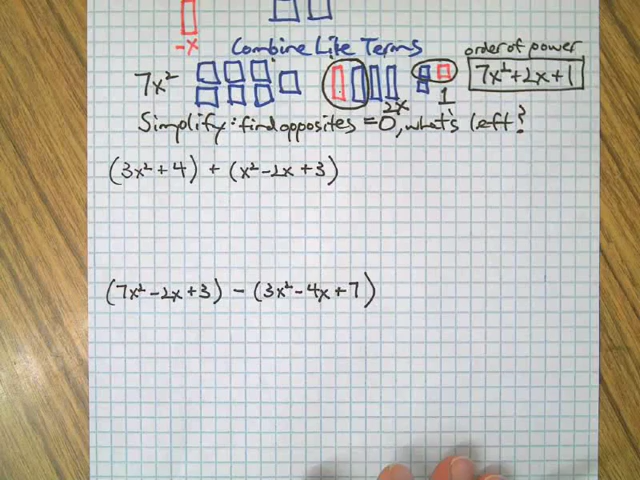 -x
Combine Like Terms
order of power
7x² 2x 1 7x²+2x+1
Simplify: find opposites = 0, what's left?
(3x² + 4) + (x² - 2x + 3)
(7x² - 2x + 3) - (3x² - 4x + 7)